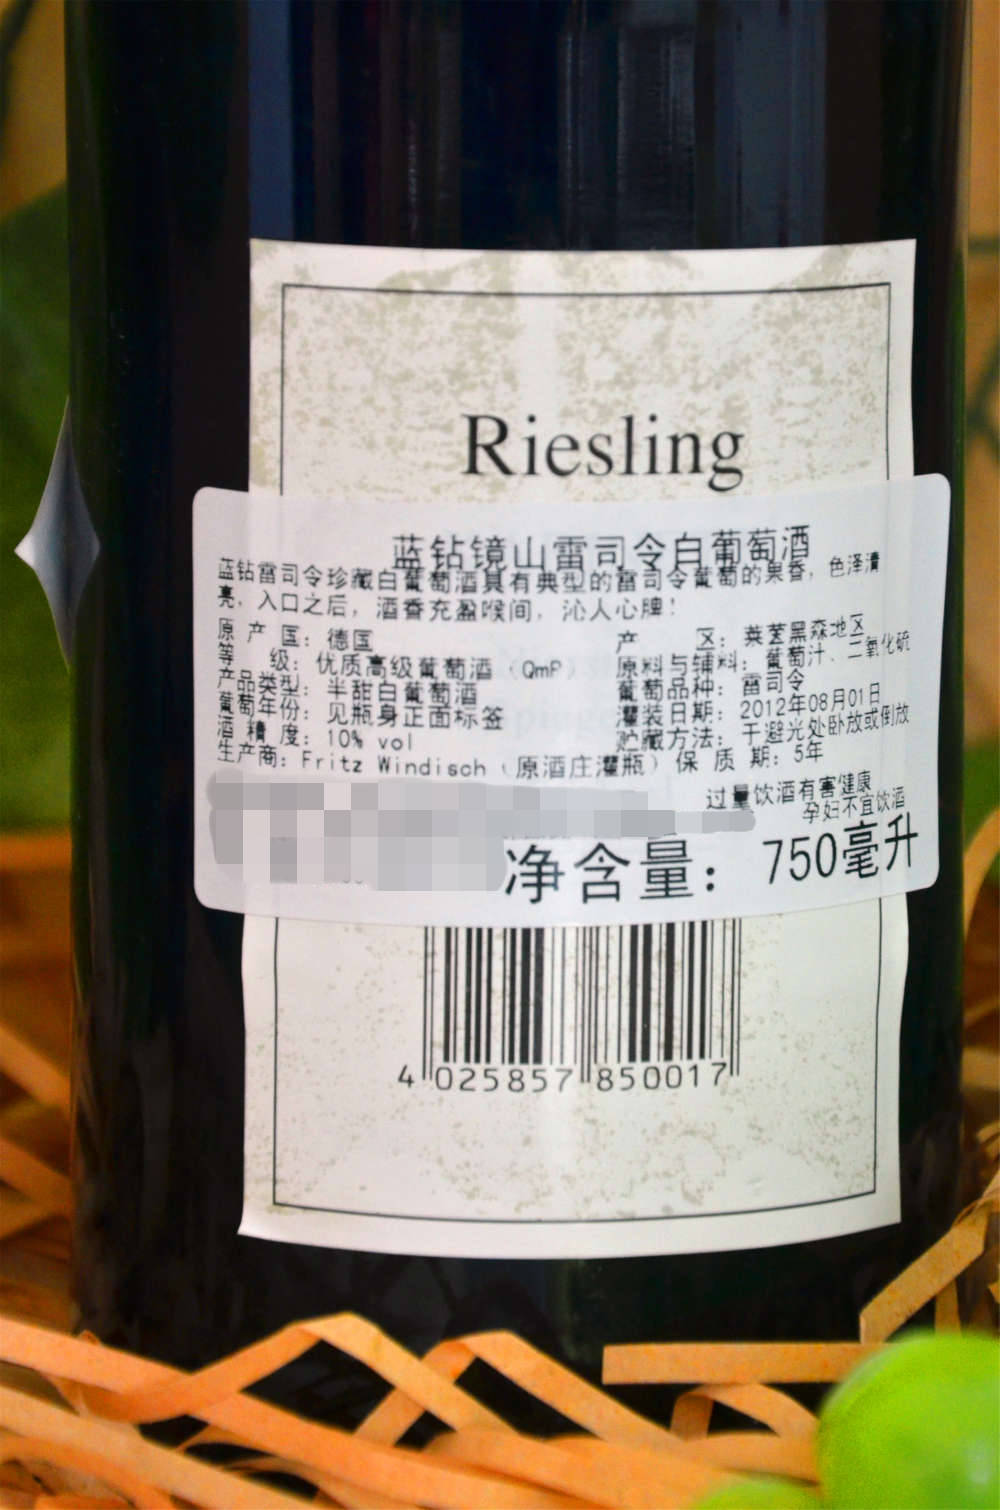 Riesling
蓝钻镜山雷司令白葡萄酒
蓝钻雷司令珍藏白葡萄酒具有典型的雷司令葡萄的果香，色泽清
亮，入口之后，酒香充盈喉间，沁人心脾！
原产国：德国 产区：莱茵黑森地区
等级：优质高级葡萄酒（QmP） 原料与辅料：葡萄汁、二氧化硫
产品类型：半甜白葡萄酒 葡萄品种：雷司令
葡萄年份：见瓶身正面标签 灌装日期：2012年08月01日
酒精度：10% vol 贮藏方法：于避光处卧放或倒放
生产商：Fritz Windisch（原酒庄灌瓶） 保质期：5年
过量饮酒有害健康
孕妇不宜饮酒
净含量：750毫升
4 025857 850017